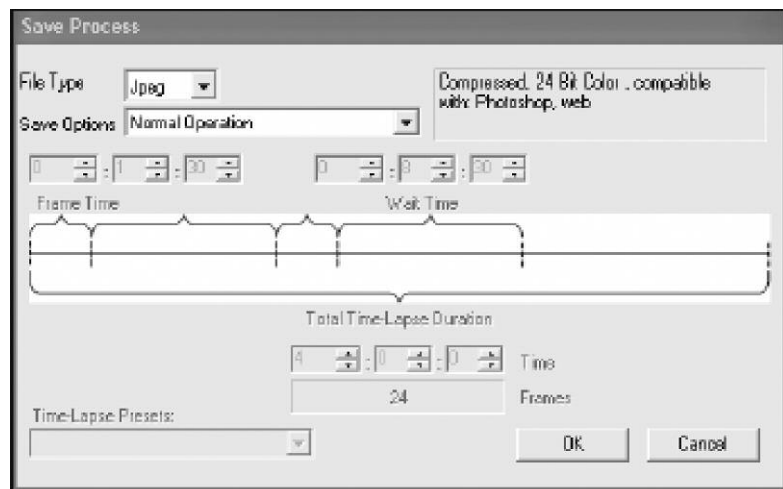 Save Process
File Type Jpeg
Compressed, 24 Bit Color , compatible
with: Photoshop, web
Save Options Normal Operation
0 : 1 : 30 0 : 8 : 30
Frame Time Wait Time
Total Time-Lapse Duration
4 : 0 : 0 Time
24 Frames
Time-Lapse Presets:
OK Cancel